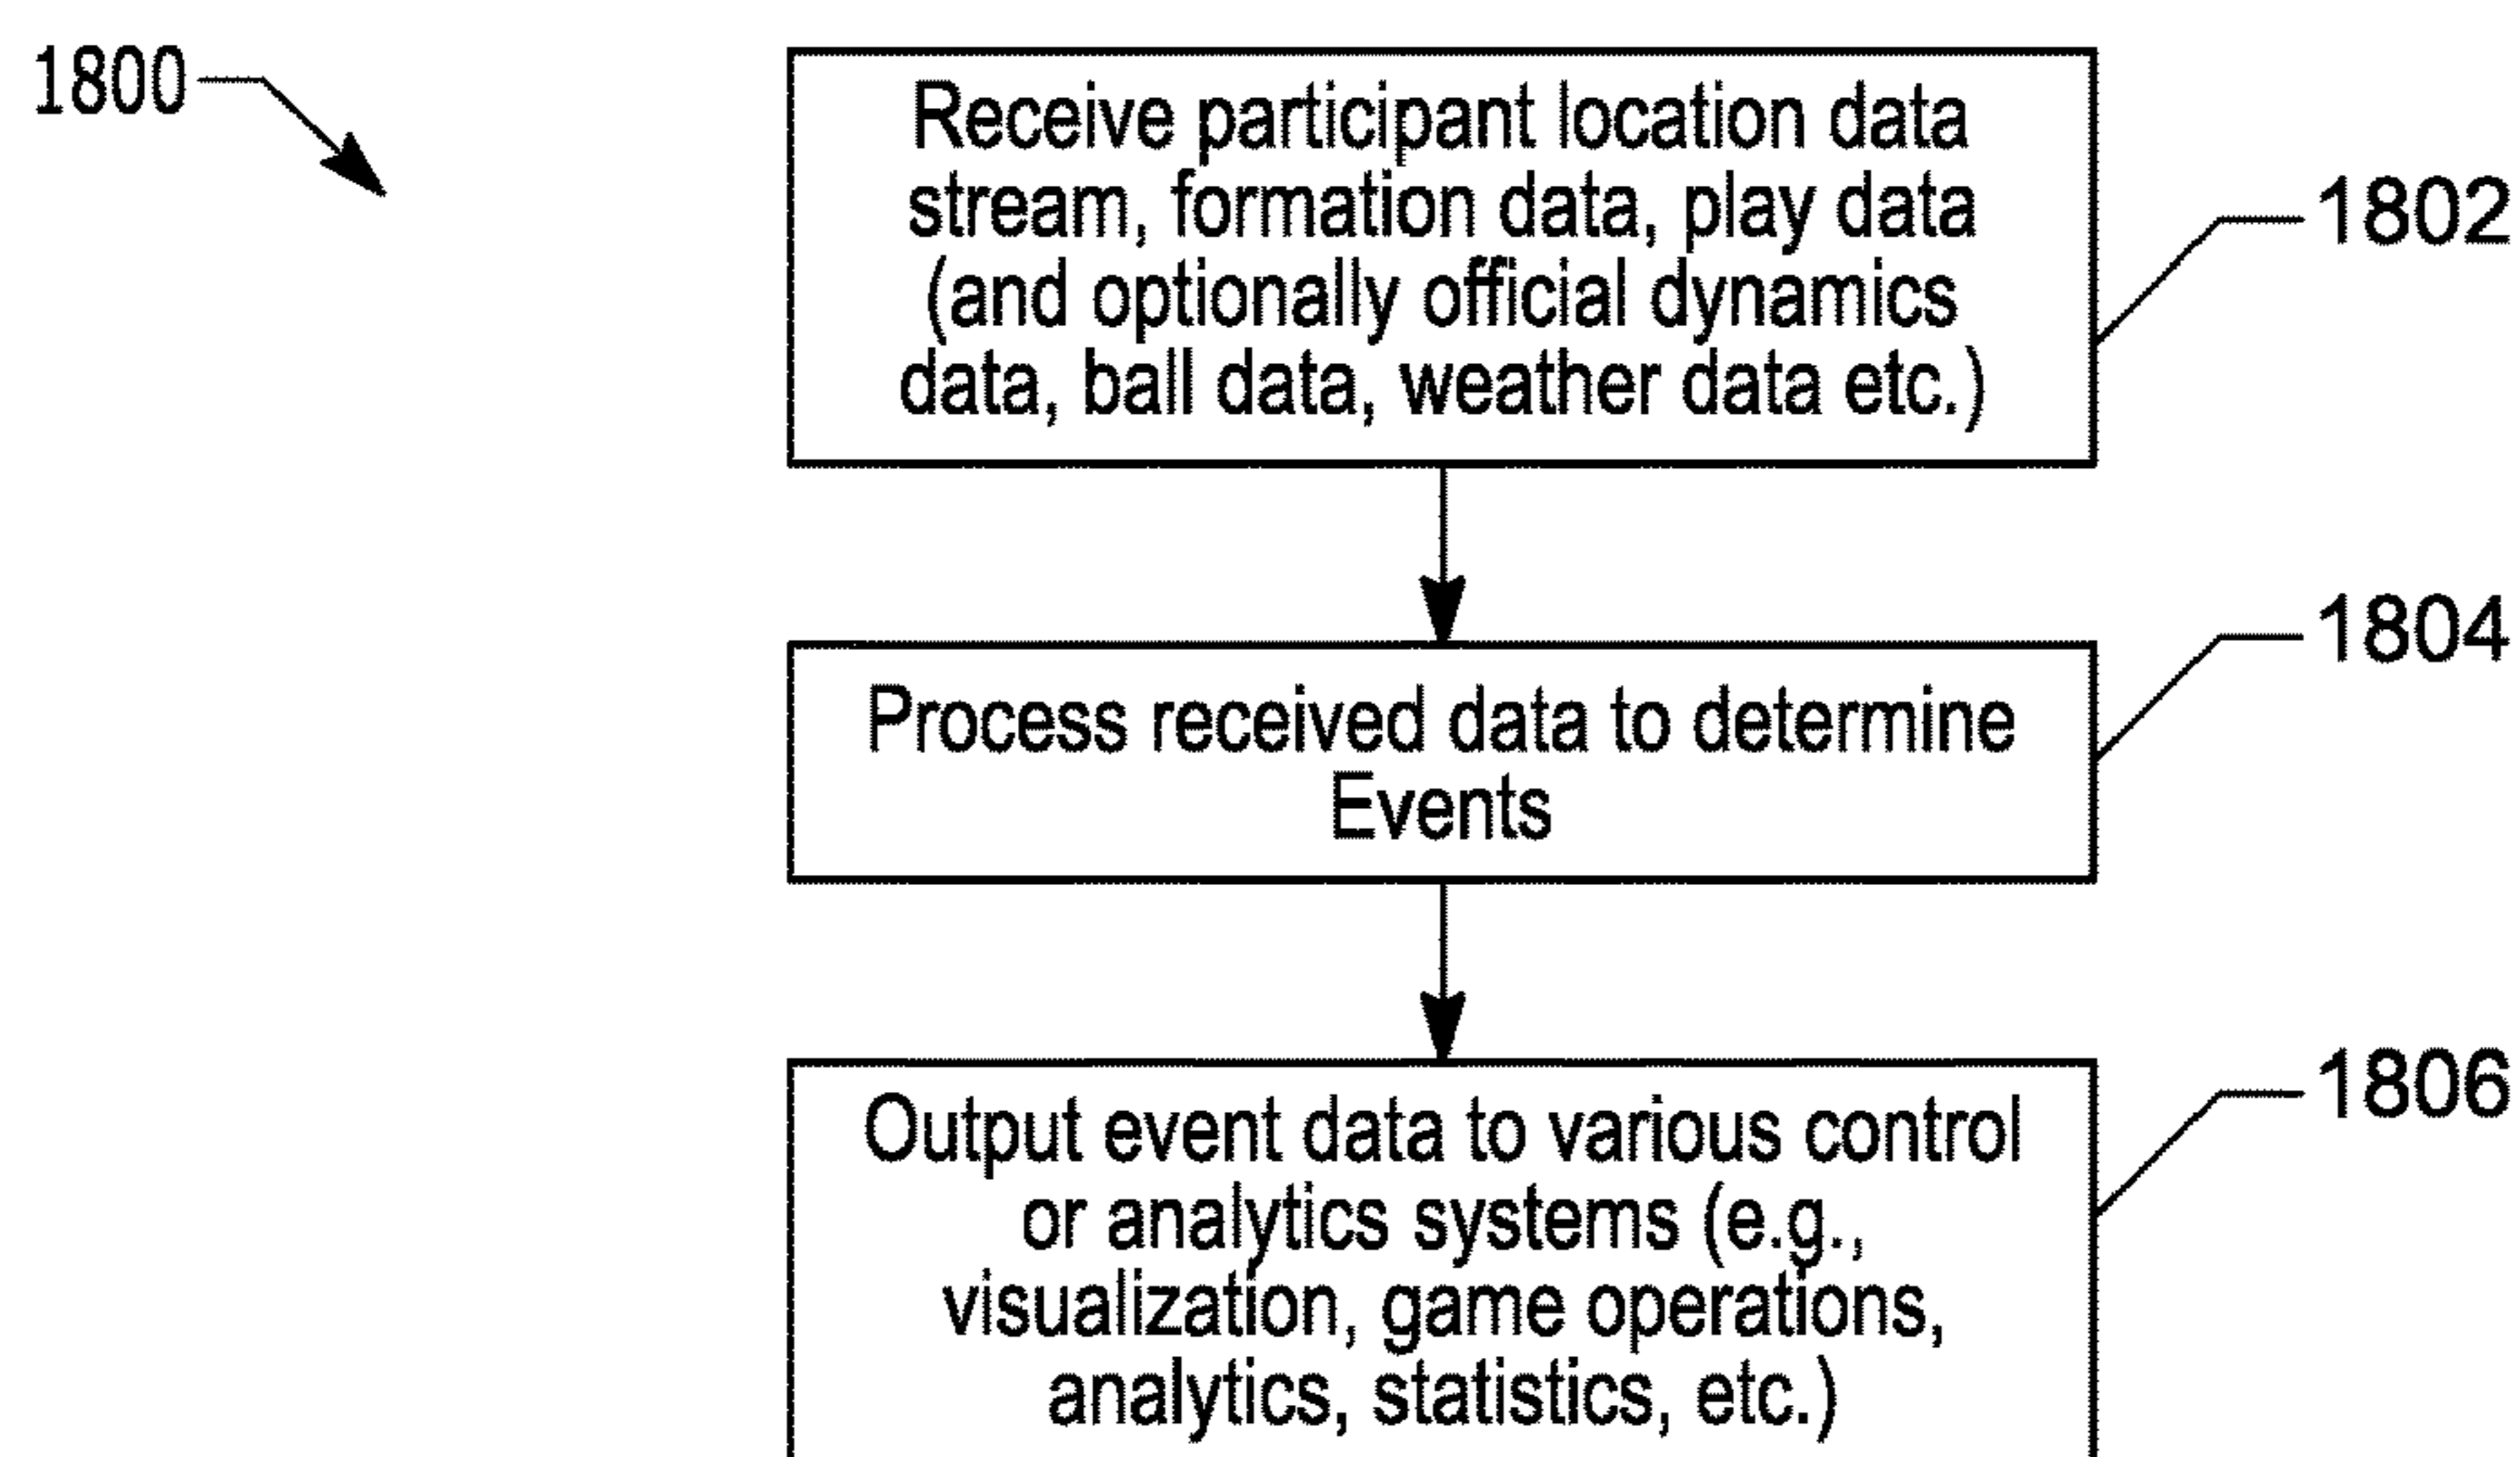 1800
Receive participant location data
stream, formation data, play data
(and optionally official dynamics
data, ball data, weather data etc.)
1802
Process received data to determine
Events
1804
Output event data to various control
or analytics systems (e.g.,
visualization, game operations,
analytics, statistics, etc.)
1806